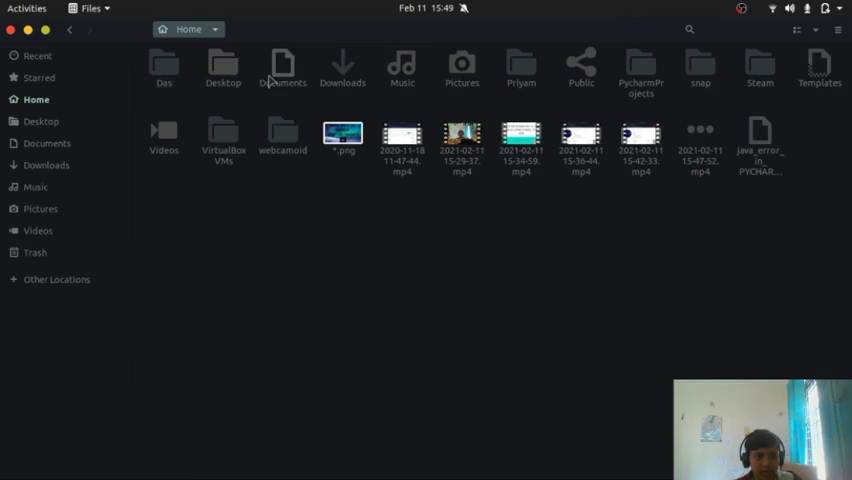 Activities Files Feb 11 15:49
Home
Recent
Starred
Home
Desktop
Documents
Downloads
Music
Pictures
Videos
Trash
+ Other Locations
Das Desktop Documents Downloads Music Pictures Priyam Public PycharmProj
ojects snap Steam Templates
Videos VirtualBox webcamoid *.png 2020-11-18 2021-02-11 2021-02-11 2021-02-11 2021-02-11 2021-02-11 java_error_
VMs 11-47-44. 15-29-37. 15-34-59. 15-36-44. 15-42-33. 15-47-52. in_
mp4 mp4 mp4 mp4 mp4 mp4 PYCHAR...